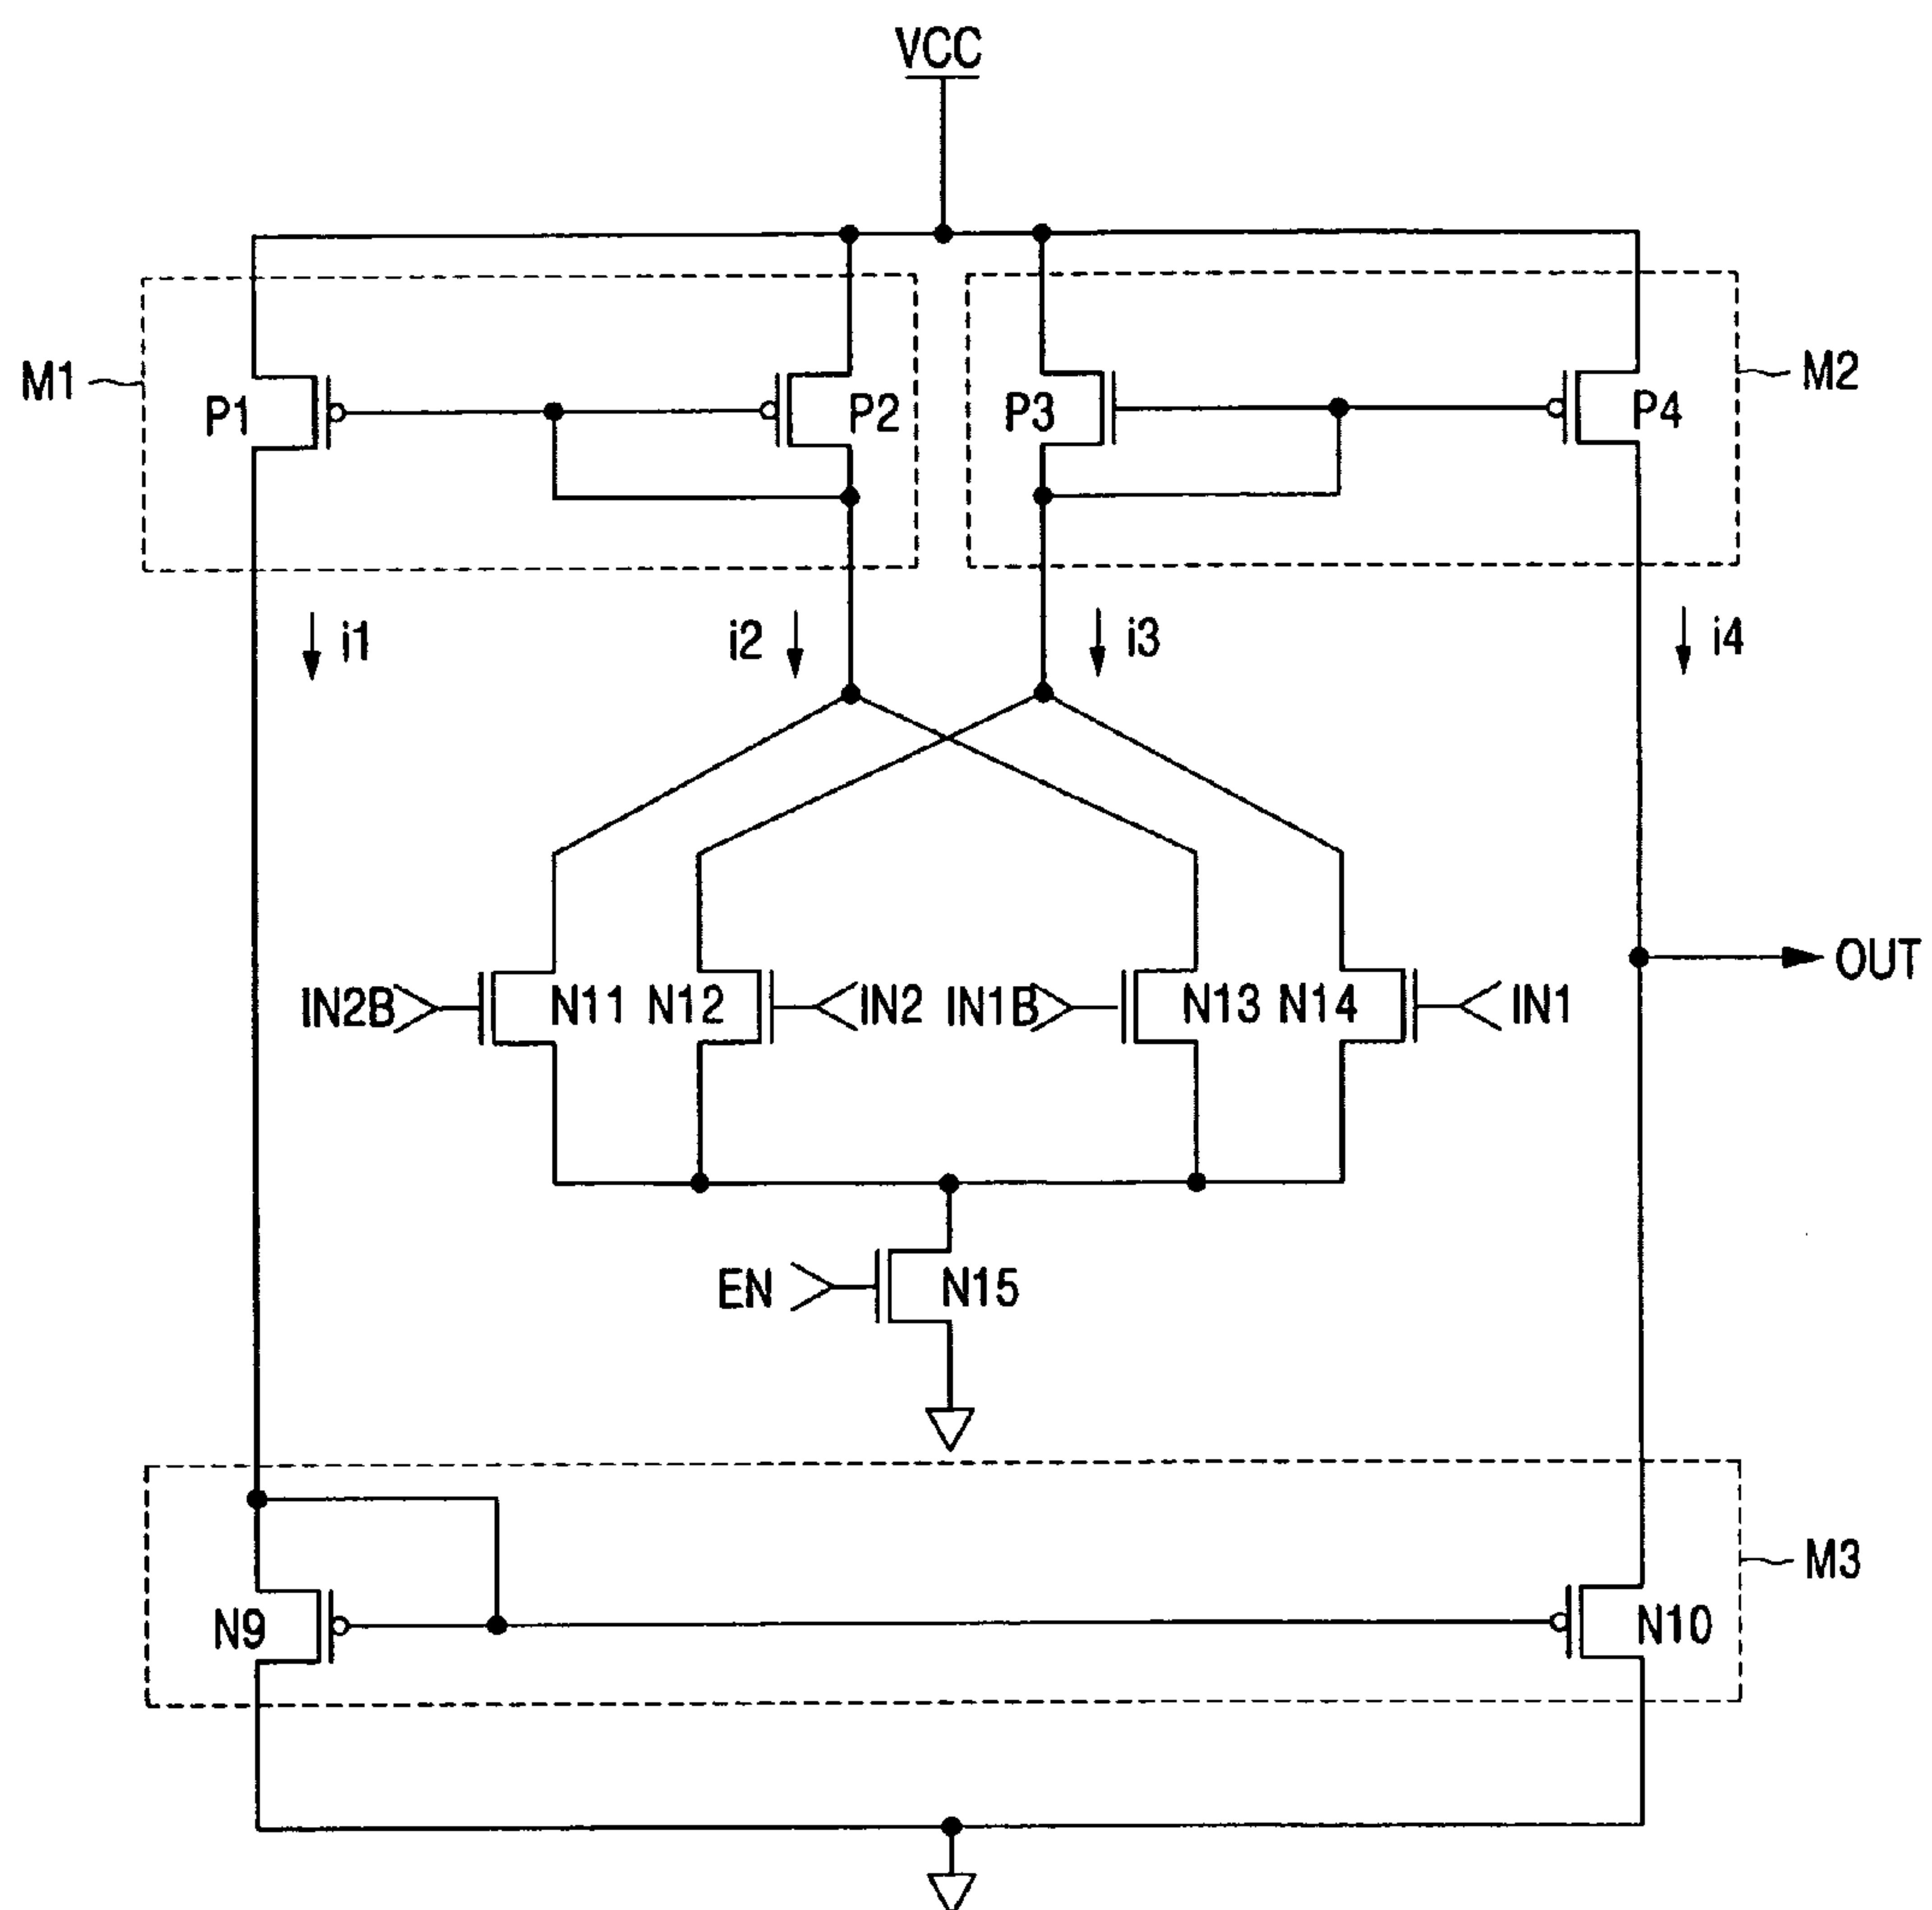 VCC
M1
P1
P2
P3
P4
M2
i1
i2
i3
i4
IN2B
N11
N12
IN2
IN1B
N13
N14
IN1
OUT
EN
N15
M3
N9
N10